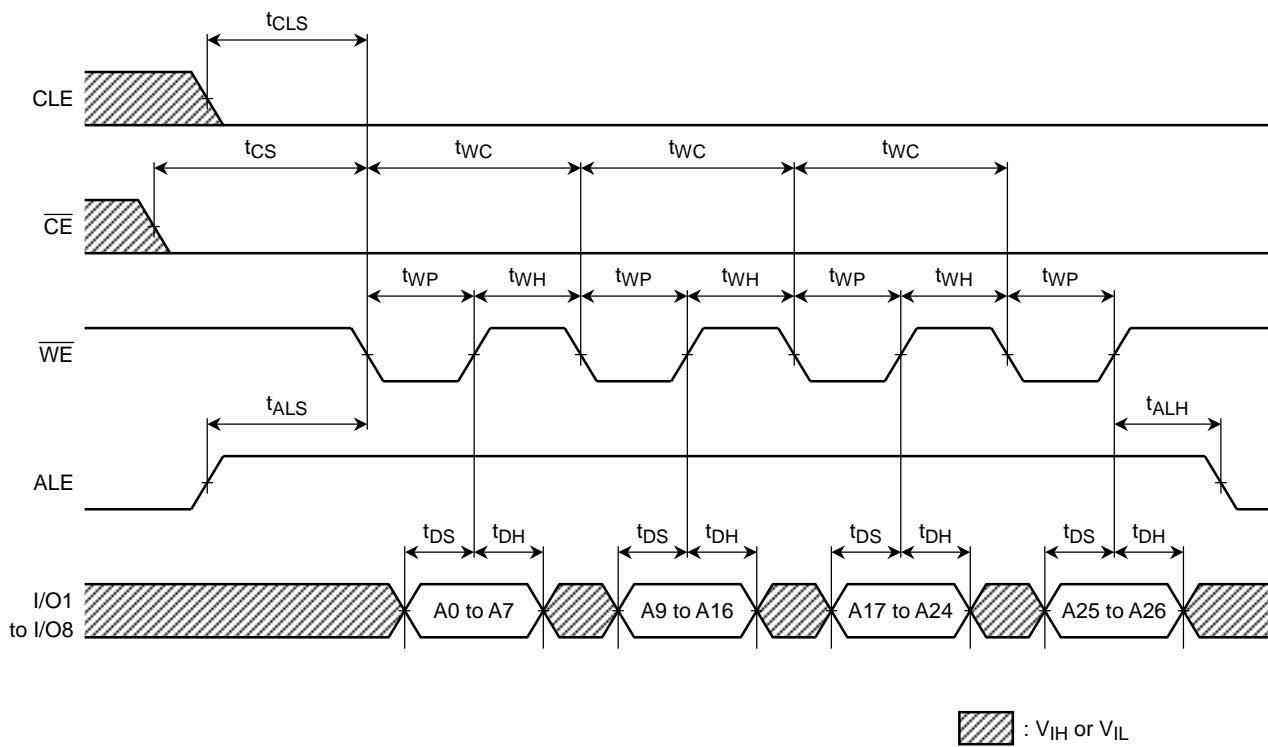 tCLS
CLE
tCS tWC tWC tWC
CE
tWP tWH tWP tWH tWP tWH tWP
WE
tALS tALH
ALE
tDS tDH tDS tDH tDS tDH tDS tDH
I/O1
to I/O8
A0 to A7 A9 to A16 A17 to A24 A25 to A26
: VIH or VIL